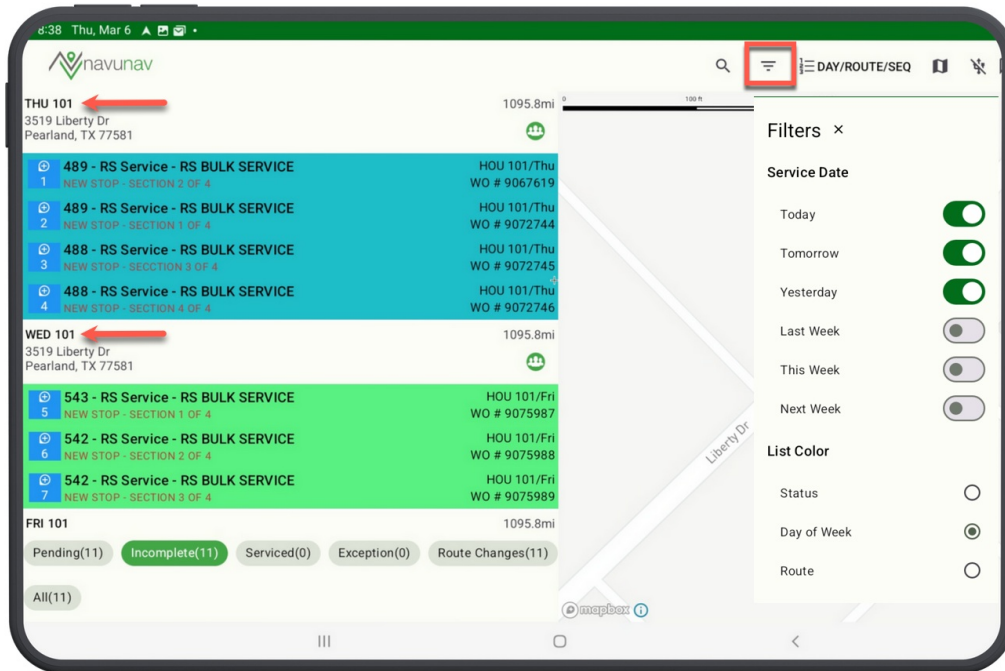 8:38 Thu, Mar 6
navunav
DAY/ROUTE/SEQ
THU 101
1095.8mi
3519 Liberty Dr
Pearland, TX 77581
489 - RS Service - RS BULK SERVICE
HOU 101/Thu
1
NEW STOP - SECTION 2 OF 4
WO # 9067619
489 - RS Service - RS BULK SERVICE
HOU 101/Thu
2
NEW STOP - SECTION 1 OF 4
WO # 9072744
488 - RS Service - RS BULK SERVICE
HOU 101/Thu
3
NEW STOP - SECCTION 3 OF 4
WO # 9072745
488 - RS Service - RS BULK SERVICE
HOU 101/Thu
4
NEW STOP - SECTION 4 OF 4
WO # 9072746
WED 101
1095.8mi
3519 Liberty Dr
Pearland, TX 77581
543 - RS Service - RS BULK SERVICE
HOU 101/Fri
5
NEW STOP - SECTION 1 OF 4
WO # 9075987
542 - RS Service - RS BULK SERVICE
HOU 101/Fri
6
NEW STOP - SECTION 2 OF 4
WO # 9075988
542 - RS Service - RS BULK SERVICE
HOU 101/Fri
7
NEW STOP - SECTION 3 OF 4
WO # 9075989
FRI 101
1095.8mi
Pending(11)
Incomplete(11)
Serviced(0)
Exception(0)
Route Changes(11)
All(11)
0
100 ft
Liberty Dr
mapbox
Filters
Service Date
Today
Tomorrow
Yesterday
Last Week
This Week
Next Week
List Color
Status
Day of Week
Route